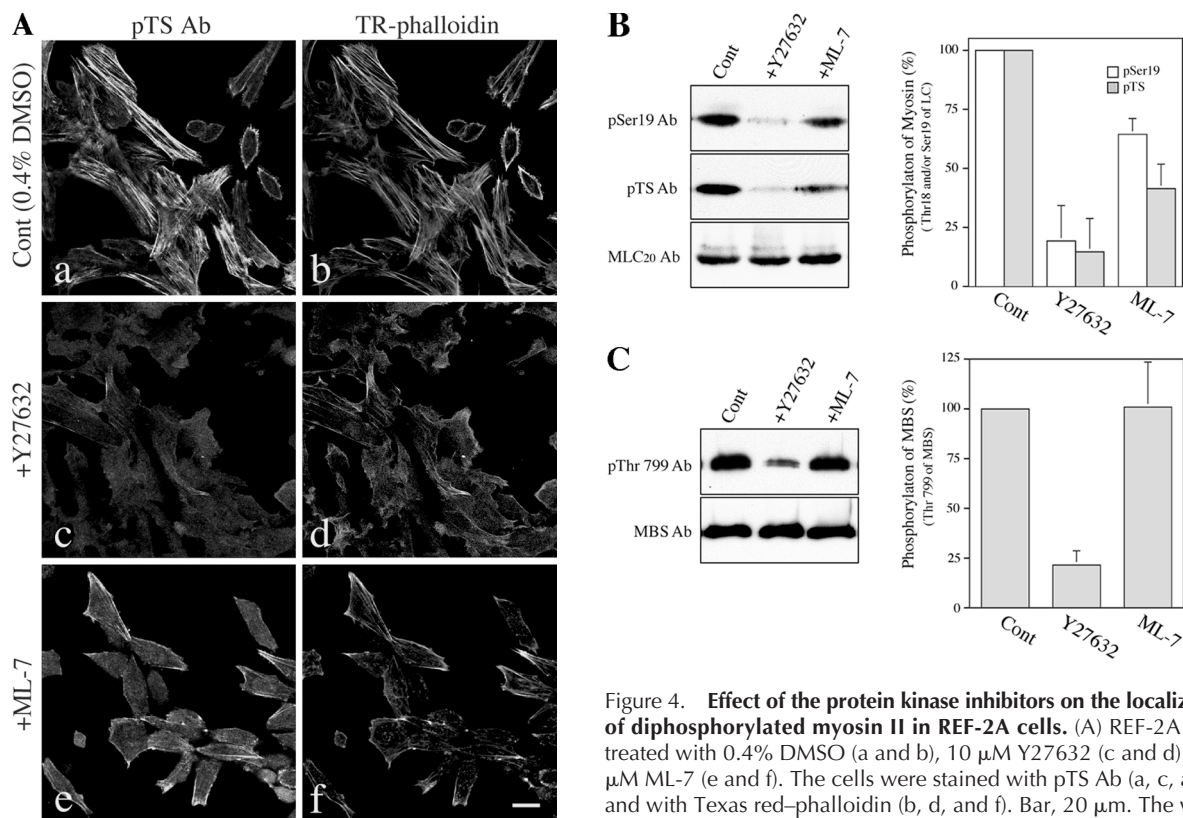 A
pTS Ab
TR-phalloidin
Cont (0.4% DMSO)
a
b
+Y27632
c
d
+ML-7
e
f
B
Cont
+Y27632
+ML-7
pSer19 Ab
pTS Ab
MLC20 Ab
Phosphorylaton of Myosin (%)
(Thr18 and/or Ser19 of LC)
100
75
50
25
0
pSer19
pTS
Cont
Y27632
ML-7
C
Cont
+Y27632
+ML-7
pThr 799 Ab
MBS Ab
Phosphorylaton of MBS (%)
(Thr 799 of MBS)
125
100
75
50
25
0
Cont
Y27632
ML-7
Figure 4. Effect of the protein kinase inhibitors on the localiz
of diphosphorylated myosin II in REF-2A cells. (A) REF-2A
treated with 0.4% DMSO (a and b), 10 μM Y27632 (c and d)
μM ML-7 (e and f). The cells were stained with pTS Ab (a, c, a
and with Texas red–phalloidin (b, d, and f). Bar, 20 μm. The v